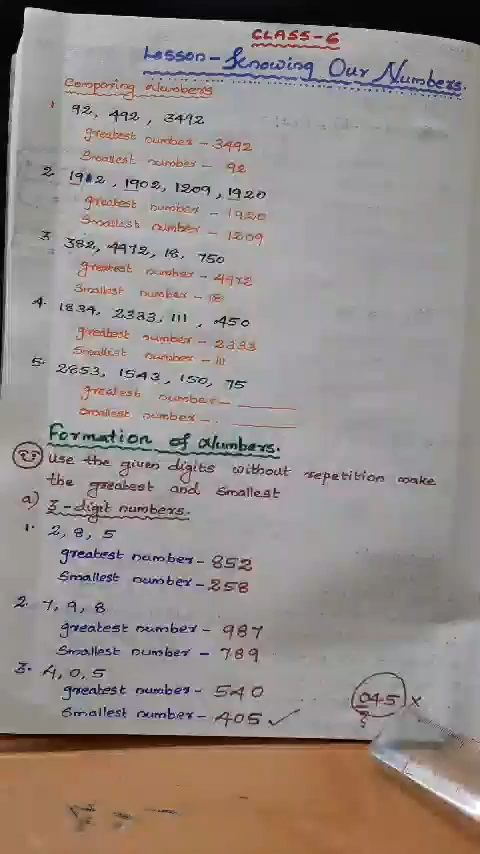 CLASS-6
Lesson - Knowing Our Numbers.
Comparing Numbers
1. 92, 492, 3492
greatest number - 3492
Smallest number - 92
2. 1912, 1902, 1209, 1920
greatest number - 1920
Smallest number - 1209
3. 382, 4972, 18, 750
greatest number - 4972
Smallest number - 18
4. 1834, 2333, 111, 450
greatest number - 2333
Smallest number - 111
5. 2853, 1543, 150, 75
greatest number -
Smallest number -
Formation of Numbers.
use the given digits without repetition make
the greatest and smallest
a) 3-digit numbers.
1. 2, 8, 5
greatest number - 852
Smallest number - 258
2. 7, 9, 8
greatest number - 987
Smallest number - 789
3. 4, 0, 5
greatest number - 540
Smallest number - 405 ✓
045 ×